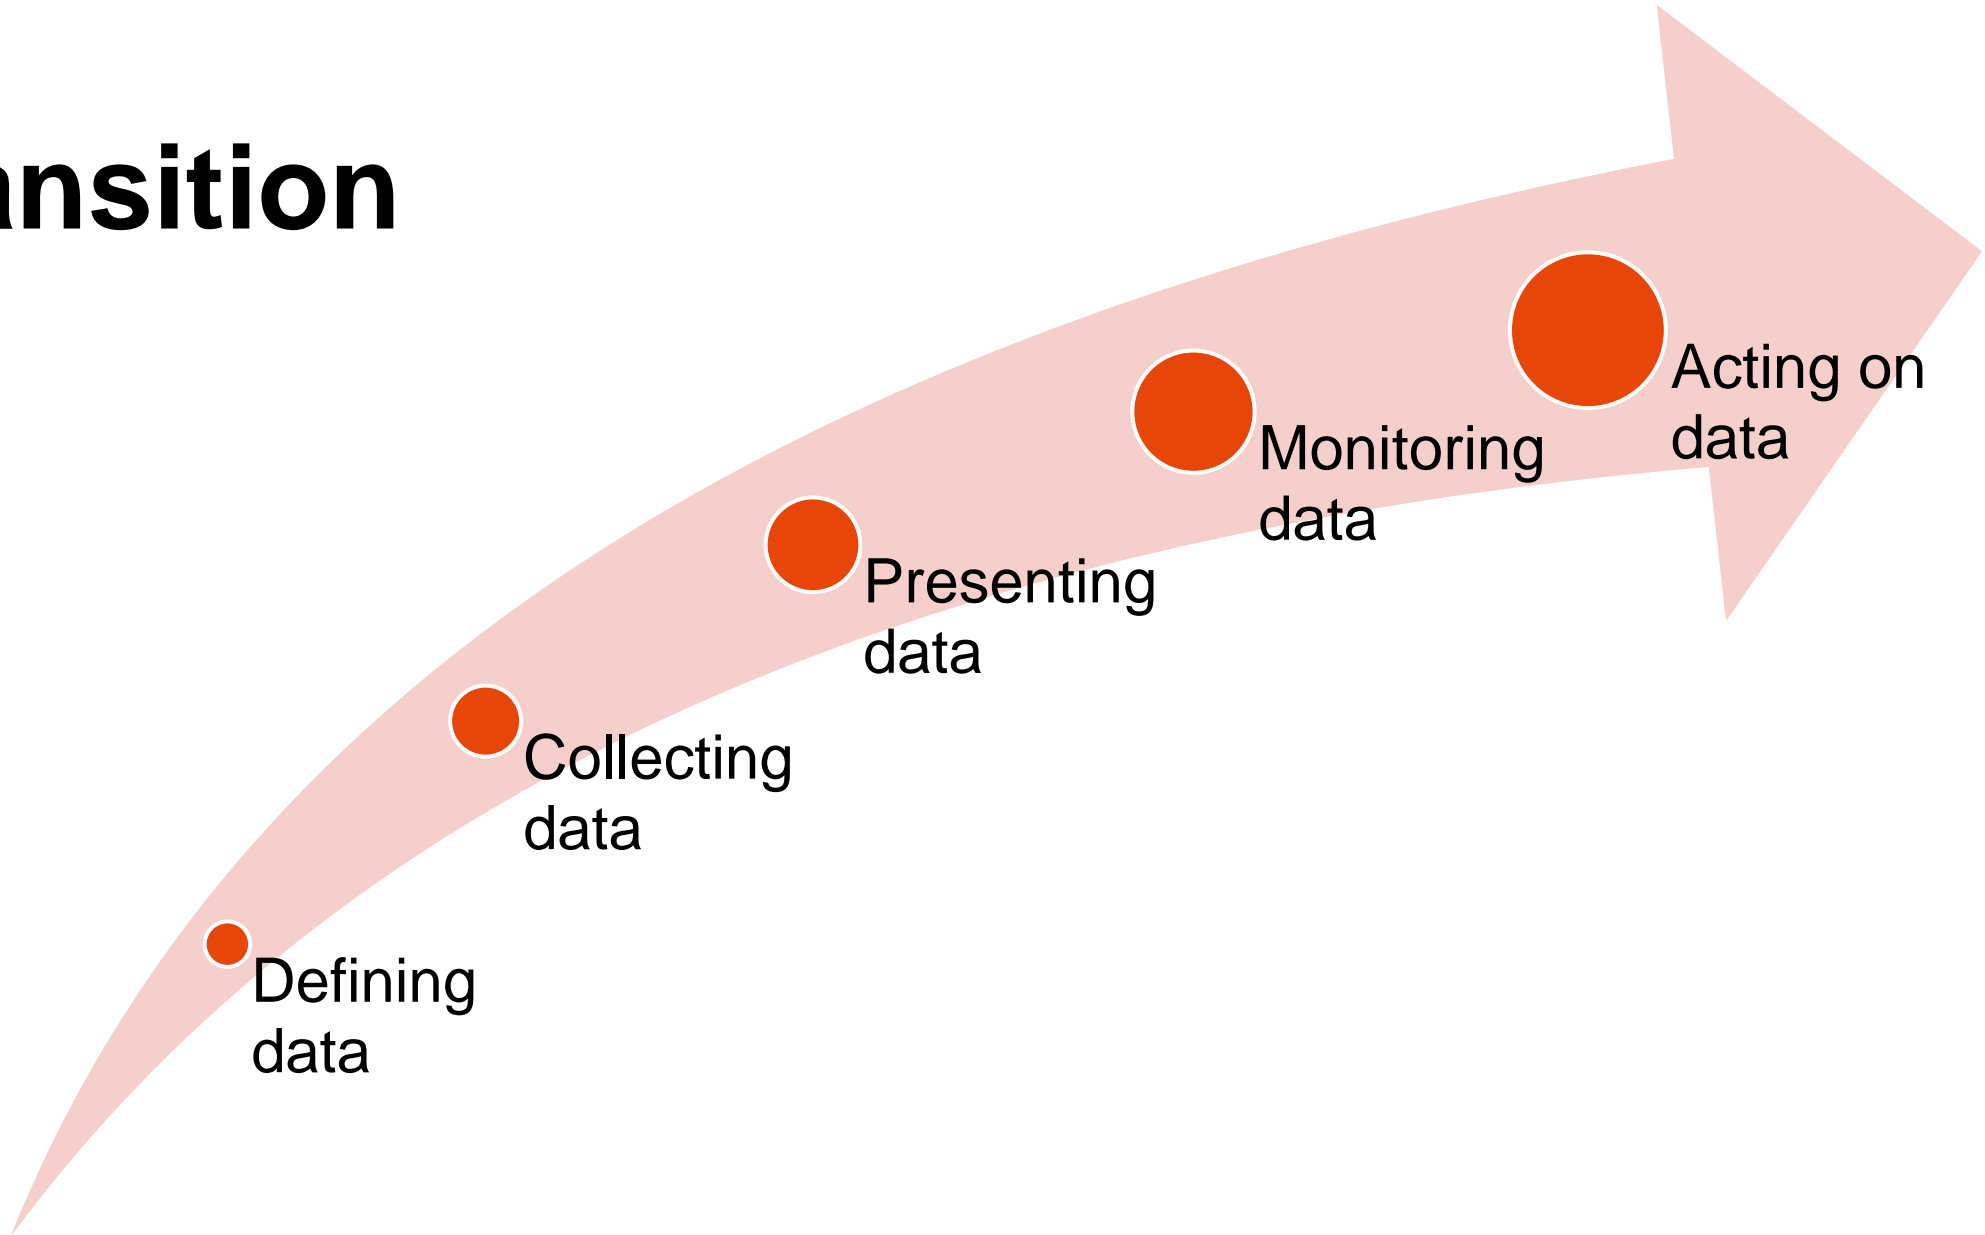 ansition
Acting on
data
Monitoring
data
Presenting
data
Collecting
data
Defining
data